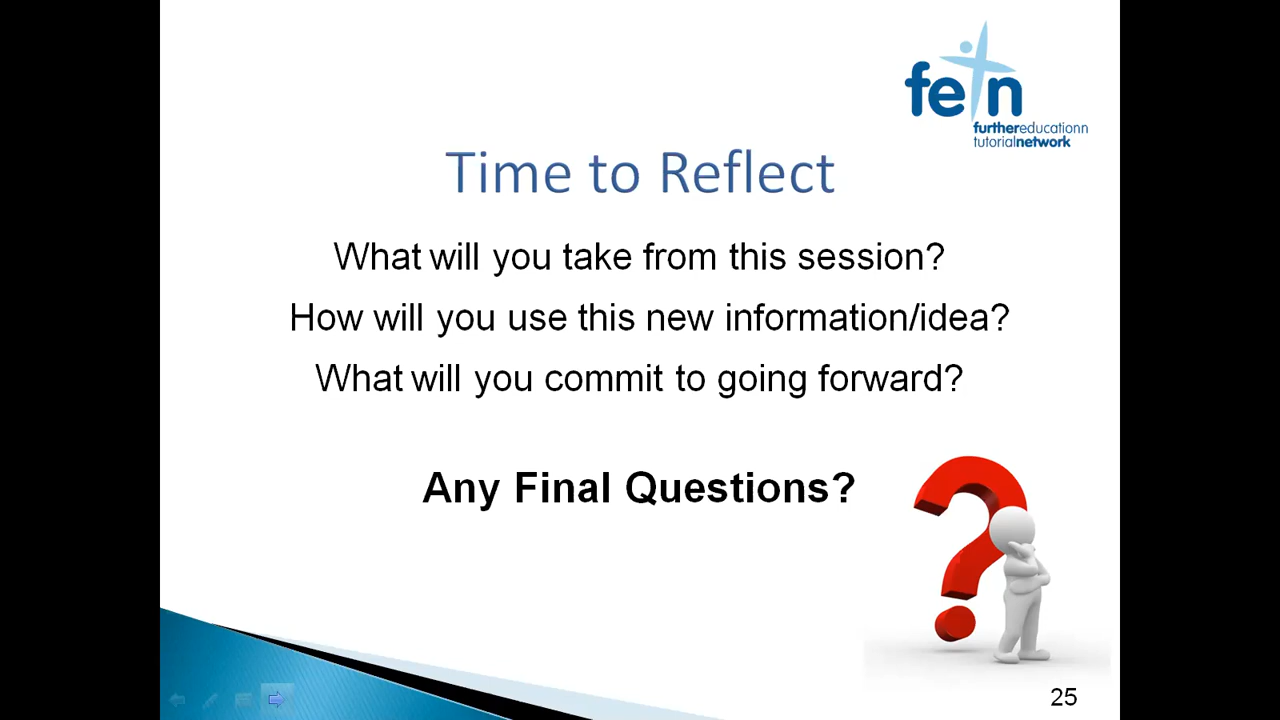 fetn
furthereducationn
tutorialnetwork
Time to Reflect
What will you take from this session?
How will you use this new information/idea?
What will you commit to going forward?
Any Final Questions?
25